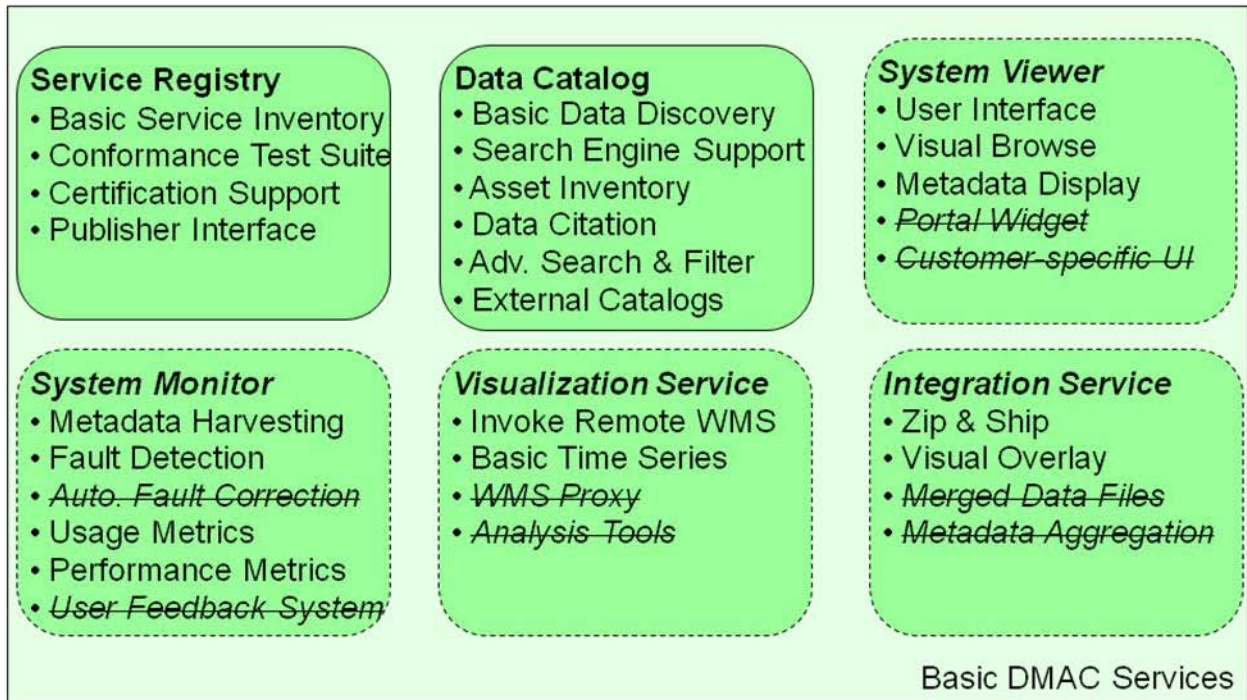 Service Registry
• Basic Service Inventory
• Conformance Test Suite
• Certification Support
• Publisher Interface
Data Catalog
• Basic Data Discovery
• Search Engine Support
• Asset Inventory
• Data Citation
• Adv. Search & Filter
• External Catalogs
System Viewer
• User Interface
• Visual Browse
• Metadata Display
• Portal Widget
• Customer-specific UI
System Monitor
• Metadata Harvesting
• Fault Detection
• Auto. Fault Correction
• Usage Metrics
• Performance Metrics
• User Feedback System
Visualization Service
• Invoke Remote WMS
• Basic Time Series
• WMS Proxy
• Analysis Tools
Integration Service
• Zip & Ship
• Visual Overlay
• Merged Data Files
• Metadata Aggregation
Basic DMAC Services